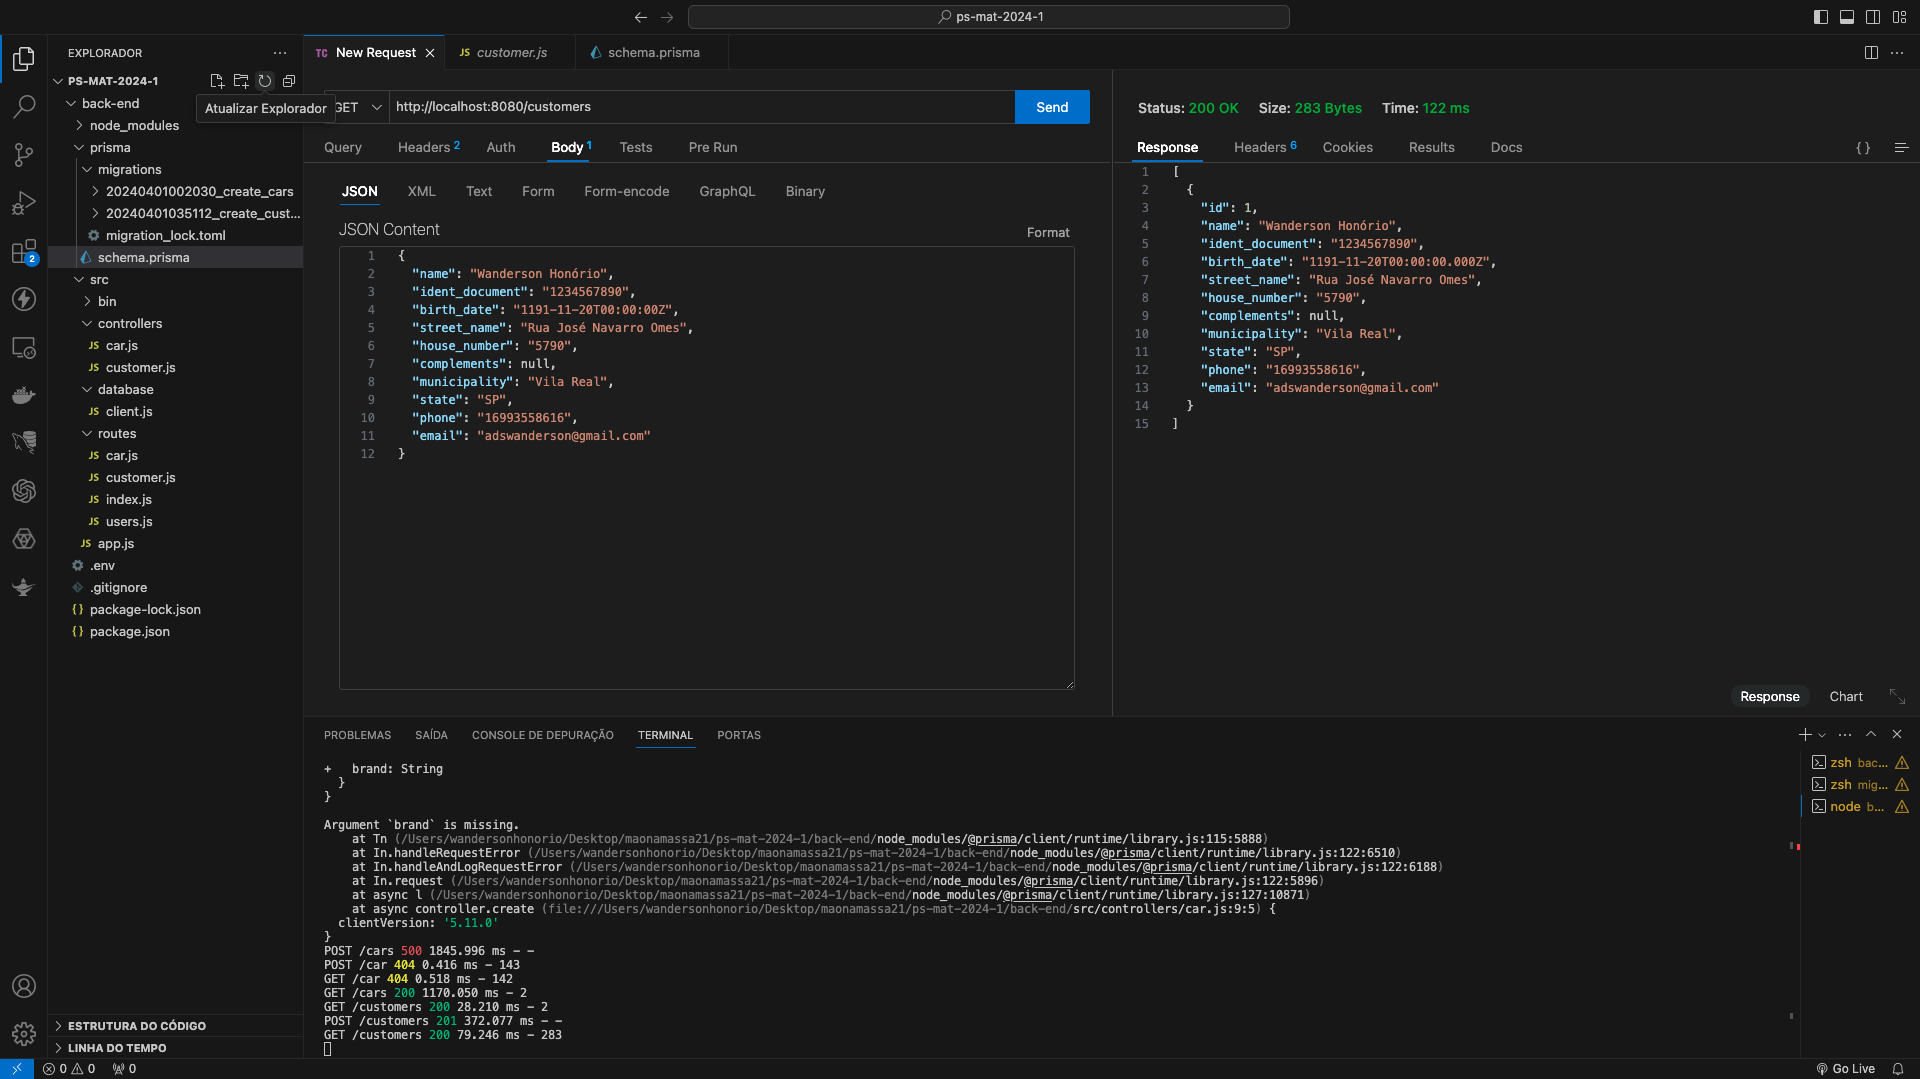 ps-mat-2024-1
EXPLORADOR
PS-MAT-2024-1
Atualizar Explorador
back-end
node_modules
prisma
migrations
20240401002030_create_cars
20240401035112_create_cust...
migration_lock.toml
schema.prisma
src
bin
controllers
JS car.js
JS customer.js
database
JS client.js
routes
JS car.js
JS customer.js
JS index.js
JS users.js
JS app.js
.env
.gitignore
{} package-lock.json
{} package.json
ESTRUTURA DO CÓDIGO
LINHA DO TEMPO
2
TC New Request
JS customer.js
schema.prisma
GET http://localhost:8080/customers Send
Query Headers 2 Auth Body 1 Tests Pre Run
JSON XML Text Form Form-encode GraphQL Binary
JSON Content
Format
1 {
2 "name": "Wanderson Honório",
3 "ident_document": "1234567890",
4 "birth_date": "1191-11-20T00:00:00Z",
5 "street_name": "Rua José Navarro Omes",
6 "house_number": "5790",
7 "complements": null,
8 "municipality": "Vila Real",
9 "state": "SP",
10 "phone": "16993558616",
11 "email": "adswanderson@gmail.com"
12 }
Status: 200 OK Size: 283 Bytes Time: 122 ms
Response Headers 6 Cookies Results Docs {}
1 [
2 {
3 "id": 1,
4 "name": "Wanderson Honório",
5 "ident_document": "1234567890",
6 "birth_date": "1191-11-20T00:00:00.000Z",
7 "street_name": "Rua José Navarro Omes",
8 "house_number": "5790",
9 "complements": null,
10 "municipality": "Vila Real",
11 "state": "SP",
12 "phone": "16993558616",
13 "email": "adswanderson@gmail.com"
14 }
15 ]
Response Chart
PROBLEMAS SAÍDA CONSOLE DE DEPURAÇÃO TERMINAL PORTAS
+ brand: String
}
}
Argument `brand` is missing.
at Tn (/Users/wandersonhonorio/Desktop/maonamassa21/ps-mat-2024-1/back-end/node_modules/@prisma/client/runtime/library.js:115:5888)
at In.handleRequestError (/Users/wandersonhonorio/Desktop/maonamassa21/ps-mat-2024-1/back-end/node_modules/@prisma/client/runtime/library.js:122:6510)
at In.handleAndLogRequestError (/Users/wandersonhonorio/Desktop/maonamassa21/ps-mat-2024-1/back-end/node_modules/@prisma/client/runtime/library.js:122:6188)
at In.request (/Users/wandersonhonorio/Desktop/maonamassa21/ps-mat-2024-1/back-end/node_modules/@prisma/client/runtime/library.js:122:5896)
at async l (/Users/wandersonhonorio/Desktop/maonamassa21/ps-mat-2024-1/back-end/node_modules/@prisma/client/runtime/library.js:127:10871)
at async controller.create (file:///Users/wandersonhonorio/Desktop/maonamassa21/ps-mat-2024-1/back-end/src/controllers/car.js:9:5) {
clientVersion: '5.11.0'
}
POST /cars 500 1845.996 ms - -
POST /car 404 0.416 ms - 143
GET /car 404 0.518 ms - 142
GET /cars 200 1170.050 ms - 2
GET /customers 200 28.210 ms - 2
POST /customers 201 372.077 ms - -
GET /customers 200 79.246 ms - 283
zsh bac...
zsh mig...
node b...
0 0 0
Go Live